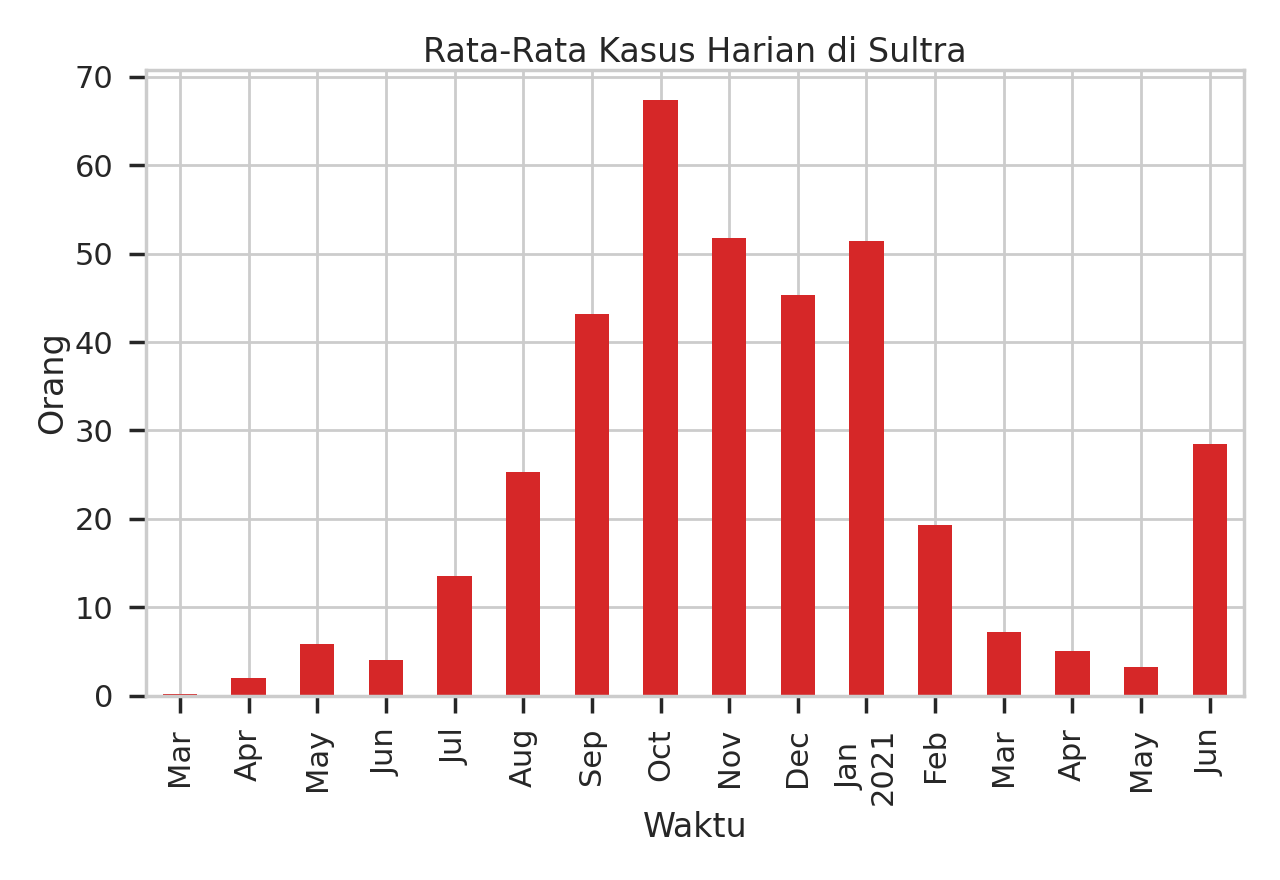 Rata-Rata Kasus Harian di Sultra
70
60
50
40
30
20
10
0
Orang
Mar
Apr
May
Jun
Jul
Aug
Sep
Oct
Nov
Dec
Jan
2021
Feb
Mar
Apr
May
Jun
Waktu